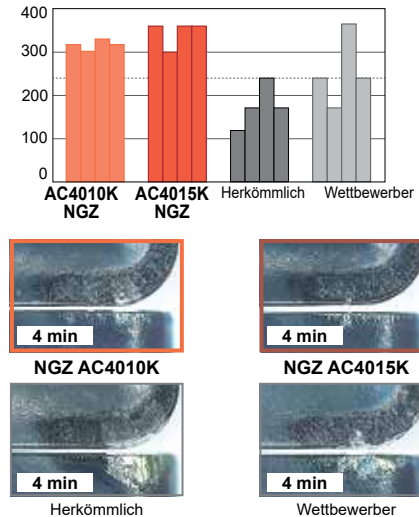 400
300
200
100
0
AC4010K AC4015K Herkömmlich Wettbewerber
NGZ NGZ
4 min 4 min
NGZ AC4010K NGZ AC4015K
4 min 4 min
Herkömmlich Wettbewerber